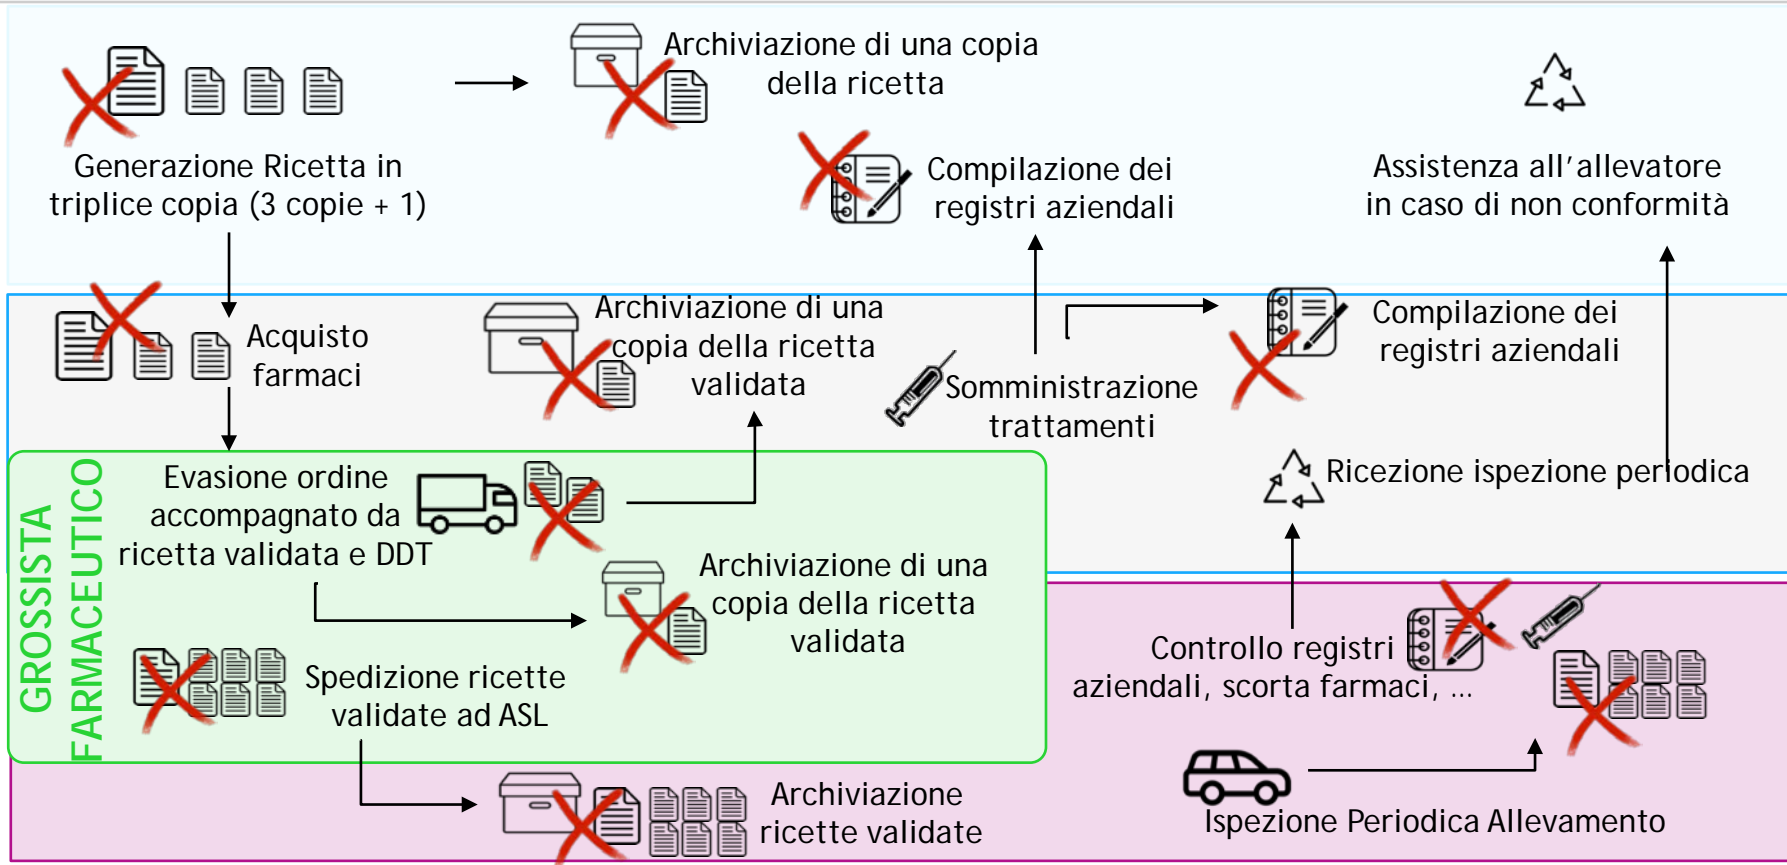 Archiviazione di una copia
della ricetta
Generazione Ricetta in
triplice copia (3 copie + 1)
Compilazione dei
registri aziendali
Assistenza all'allevatore
in caso di non conformità
Acquisto
farmaci
Archiviazione di una
copia della ricetta
validata
Somministrazione
trattamenti
Compilazione dei
registri aziendali
Ricezione ispezione periodica
GROSSISTA
FARMACEUTICO
Evasione ordine
accompagnato da
ricetta validata e DDT
Archiviazione di una
copia della ricetta
validata
Spedizione ricette
validate ad ASL
Controllo registri
aziendali, scorta farmaci, …
Archiviazione
ricette validate
Ispezione Periodica Allevamento